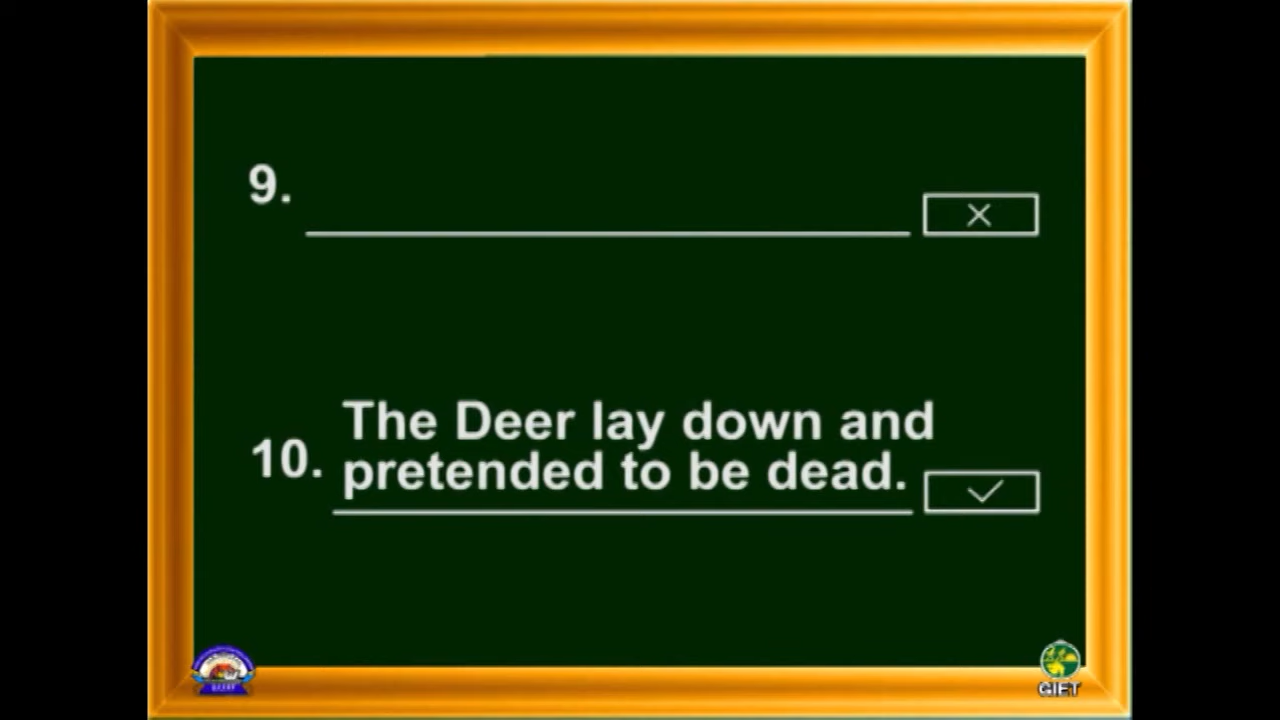 9.
The Deer lay down and
10. pretended to be dead.
GIFT